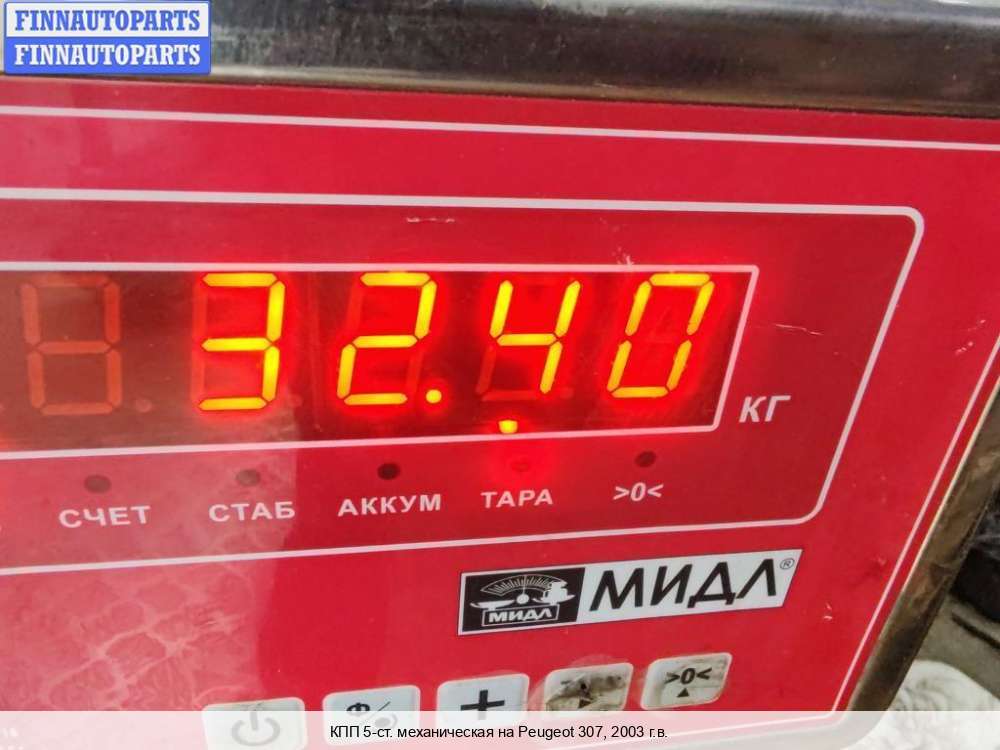 FINNAUTOPARTS
FINNAUTOPARTS
32.40
КГ
СЧЕТ СТАБ АККУМ ТАРА >0<
МИДЛ МИДЛ®
+ >0<
КПП 5-ст. механическая на Peugeot 307, 2003 г.в.